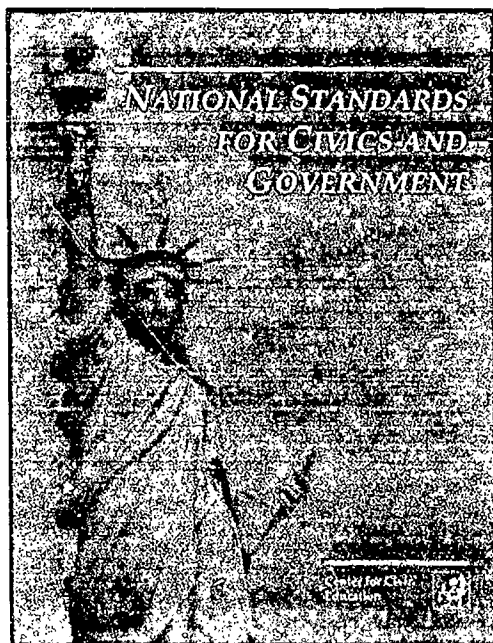 NATIONAL STANDARDS
FOR CIVICS AND
GOVERNMENT
Center for Civic
Education